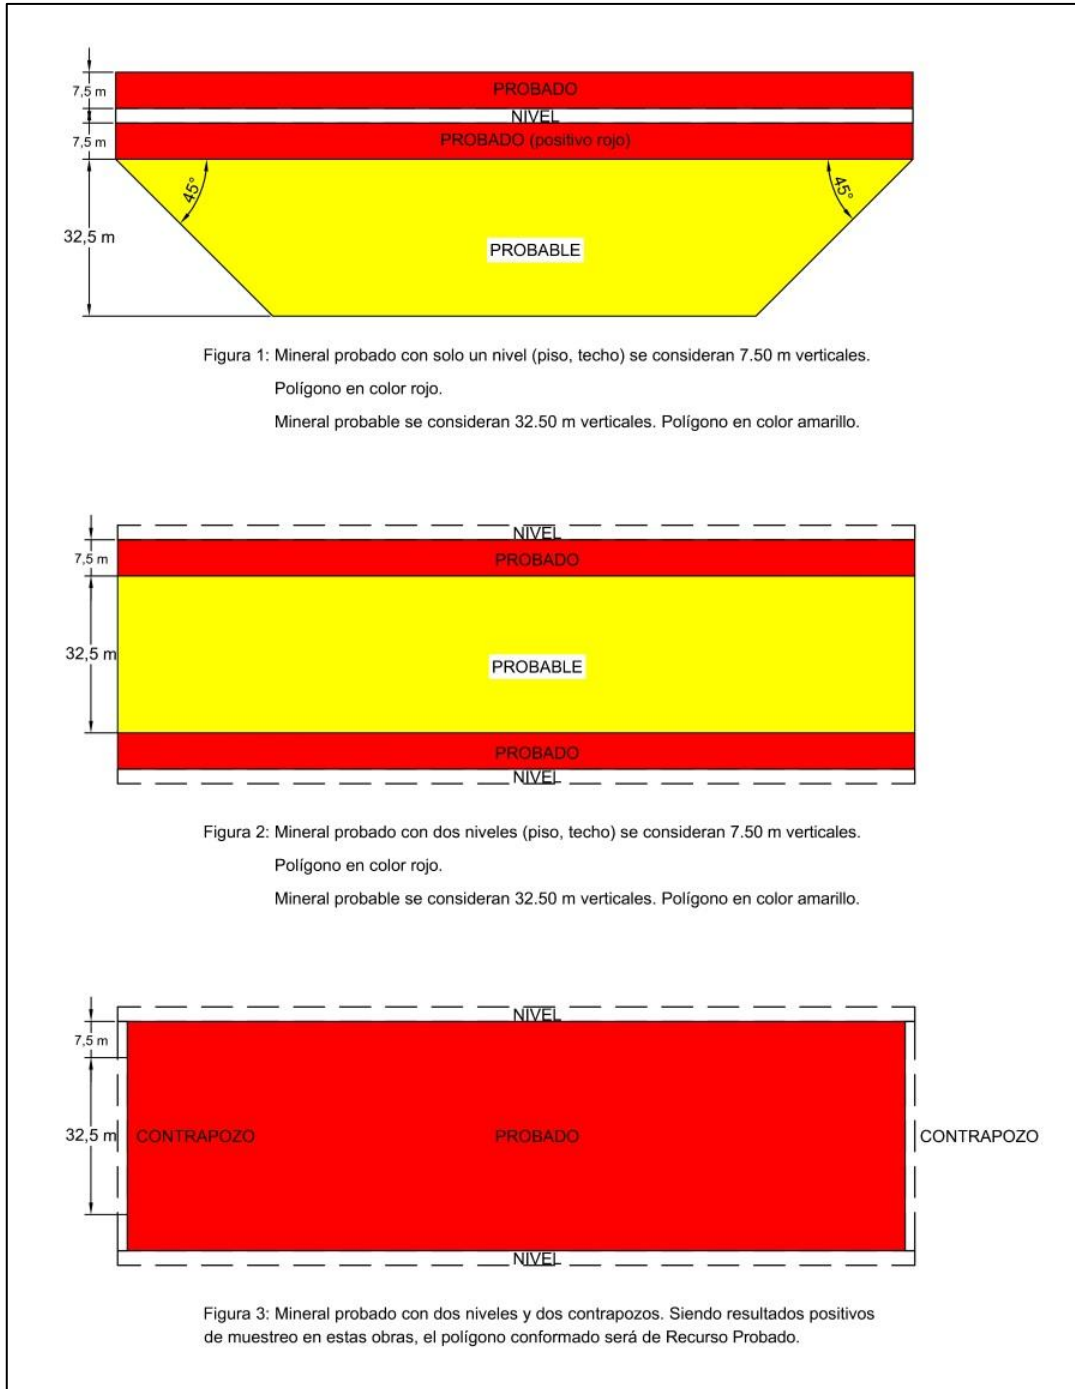 7,5 m
PROBADO
NIVEL
7,5 m
PROBADO (positivo rojo)
45°
45°
32,5 m
PROBABLE
Figura 1: Mineral probado con solo un nivel (piso, techo) se consideran 7.50 m verticales.
Polígono en color rojo.
Mineral probable se consideran 32.50 m verticales. Polígono en color amarillo.
NIVEL
7,5 m
PROBADO
32,5 m
PROBABLE
PROBADO
NIVEL
Figura 2: Mineral probado con dos niveles (piso, techo) se consideran 7.50 m verticales.
Polígono en color rojo.
Mineral probable se consideran 32.50 m verticales. Polígono en color amarillo.
NIVEL
7,5 m
32,5 m
CONTRAPOZO
PROBADO
CONTRAPOZO
NIVEL
Figura 3: Mineral probado con dos niveles y dos contrapozos. Siendo resultados positivos
de muestreo en estas obras, el polígono conformado será de Recurso Probado.